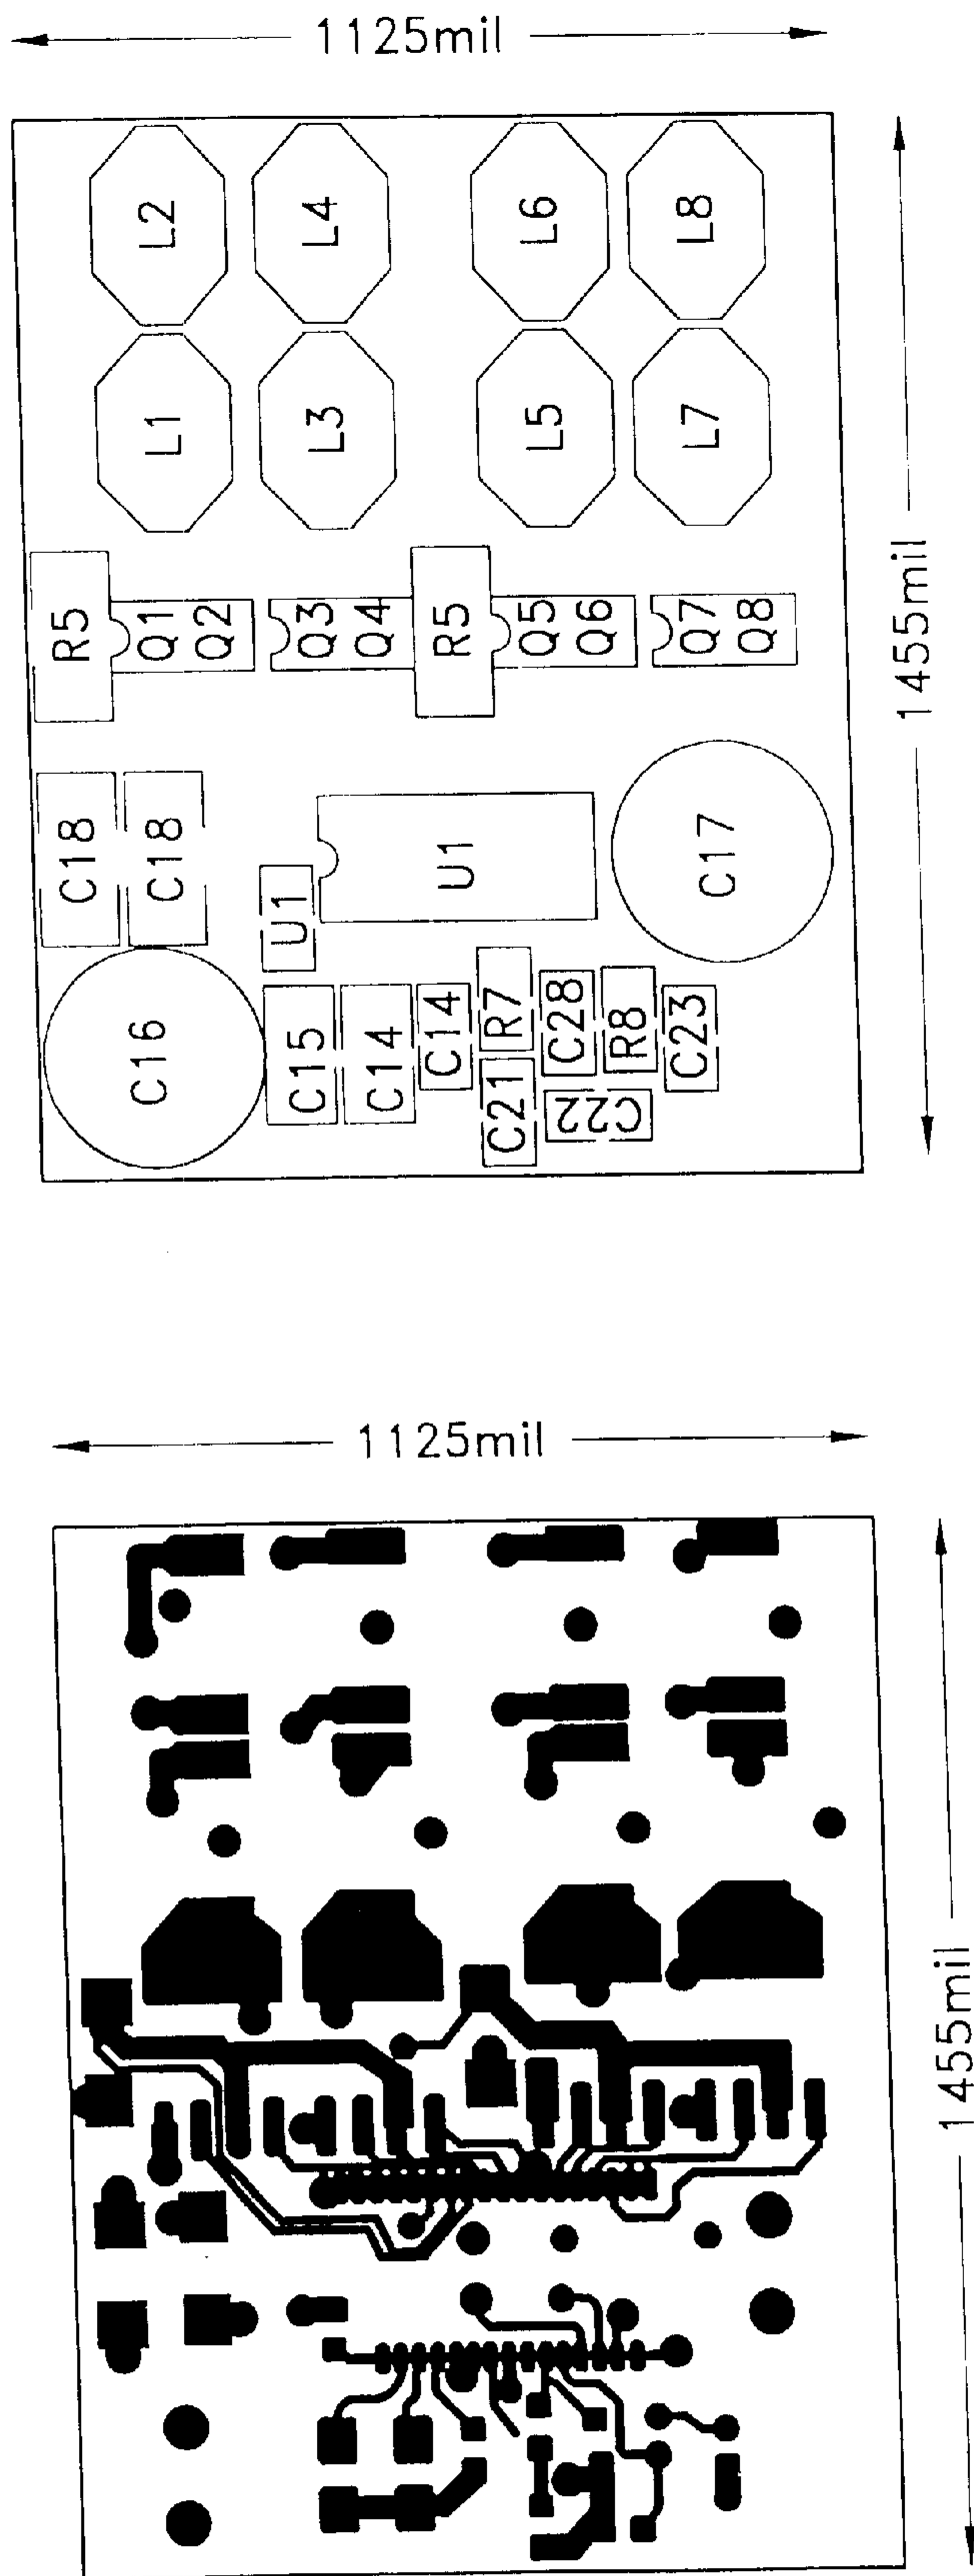 1125mil
L2
L4
L6
L8
L1
L3
L5
L7
1455mil
R5
Q1
Q2
Q3
Q4
R5
Q5
Q6
Q7
Q8
C18
C18
U1
U1
C17
C16
C15
C14
C14
R7
C28
R8
C23
C21
C22
1125mil
1455mil